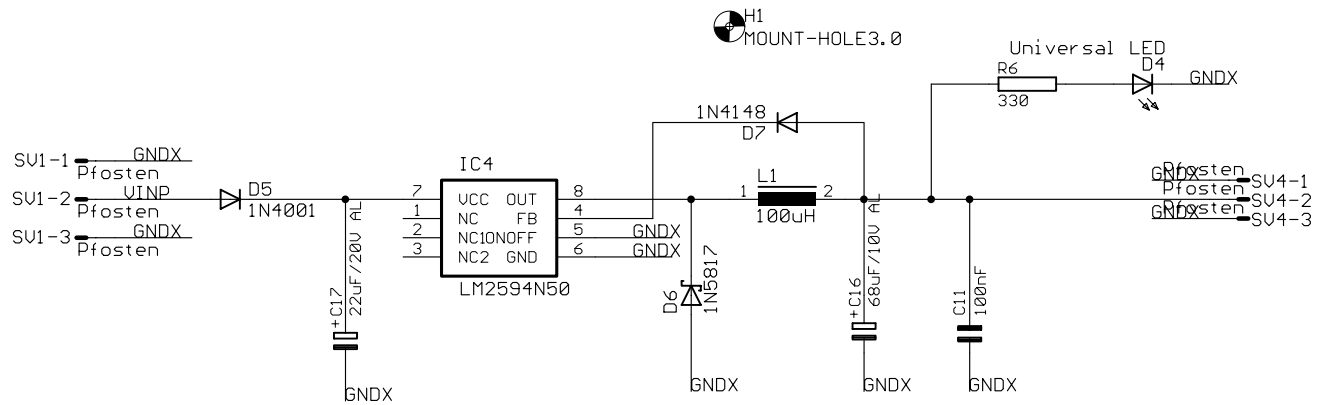 H1
MOUNT-HOLE3.0
Universal LED
R6
330
D4
GNDX
1N4148
D7
SV1-1
GNDX
Pfosten
SV1-2
VINP
Pfosten
SV1-3
GNDX
Pfosten
D5
1N4001
IC4
7 VCC OUT 8
1 NC FB 4
2 NC1ONOFF 5 GNDX
3 NC2 GND 6 GNDX
LM2594N50
+C17
22uF/20V AL
GNDX
D6
1N5817
GNDX
L1
1 2
100uH
+C16
68uF/10V AL
GNDX
C11
100nF
GNDX
Pfosten
GNDX
SV4-1
Pfosten
SV4-2
Pfosten
GNDX
SV4-3